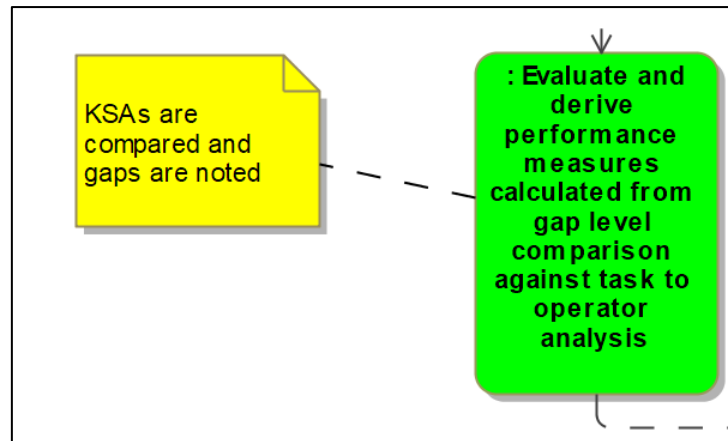 KSAs are
compared and
gaps are noted
: Evaluate and
derive
performance
measures
calculated from
gap level
comparison
against task to
operator
analysis